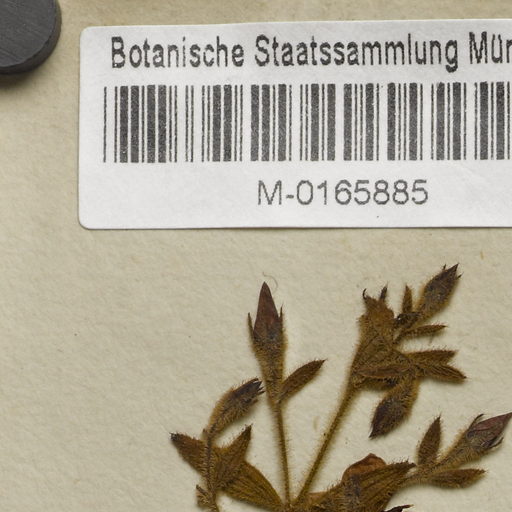 Botanische Staatssammlung
M-0165885